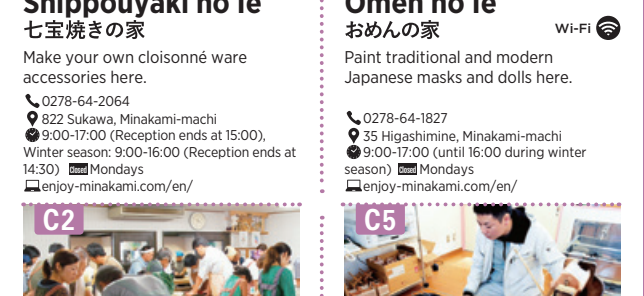 Shippouyaki no Ie
七宝焼きの家
Make your own cloisonné ware
accessories here.
0278-64-2064
822 Sukawa, Minakami-machi
9:00-17:00 (Reception ends at 15:00),
Winter season: 9:00-16:00 (Reception ends at
14:30) Closed Mondays
enjoy-minakami.com/en/
C2
Omen no Ie
おめんの家
Wi-Fi
Paint traditional and modern
Japanese masks and dolls here.
0278-64-1827
35 Higashimine, Minakami-machi
9:00-17:00 (until 16:00 during winter
season) Closed Mondays
enjoy-minakami.com/en/
C5